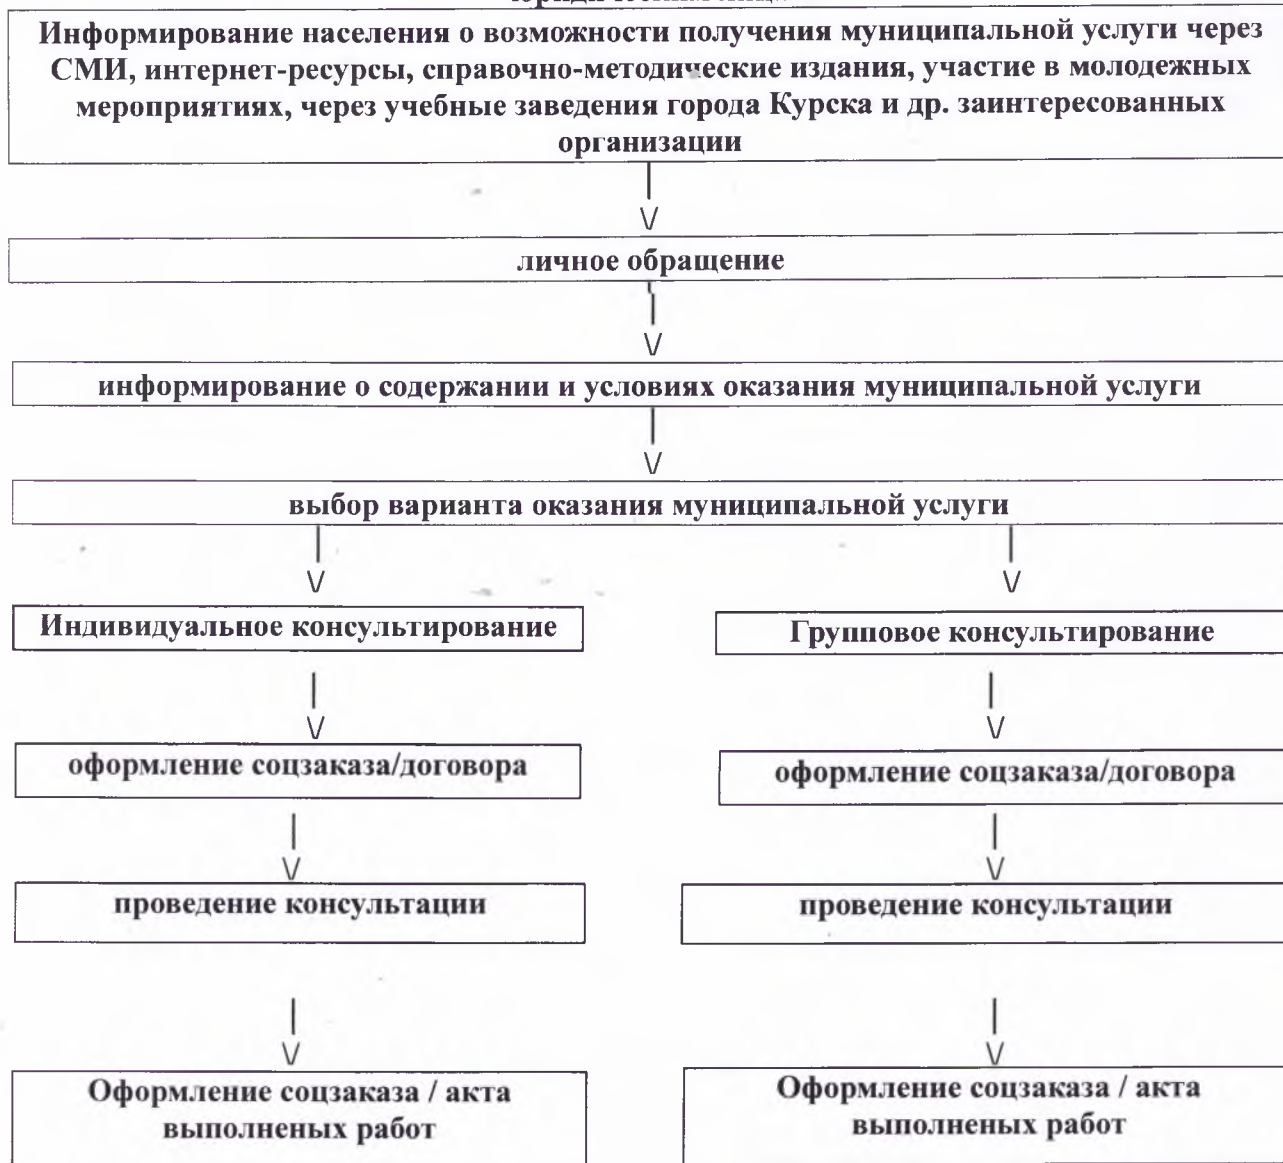 Информирование населения о возможности получения муниципальной услуги через
СМИ, интернет-ресурсы, справочно-методические издания, участие в молодежных
мероприятиях, через учебные заведения города Курска и др. заинтересованных
организации
личное обращение
информирование о содержании и условиях оказания муниципальной услуги
выбор варианта оказания муниципальной услуги
Индивидуальное консультирование
Групповое консультирование
оформление соцзаказа/договора
оформление соцзаказа/договора
проведение консультации
проведение консультации
Оформление соцзаказа / акта
выполненых работ
Оформление соцзаказа / акта
выполненых работ